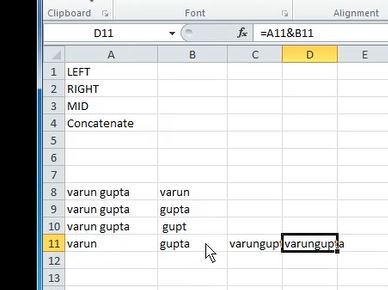 Clipboard Font Alignment
D11 fx =A11&B11
A B C D E
1 LEFT
2 RIGHT
3 MID
4 Concatenate
5
6
7
8 varun gupta varun
9 varun gupta gupta
10 varun gupta gupt
11 varun gupta varungupt varungupta
12
13